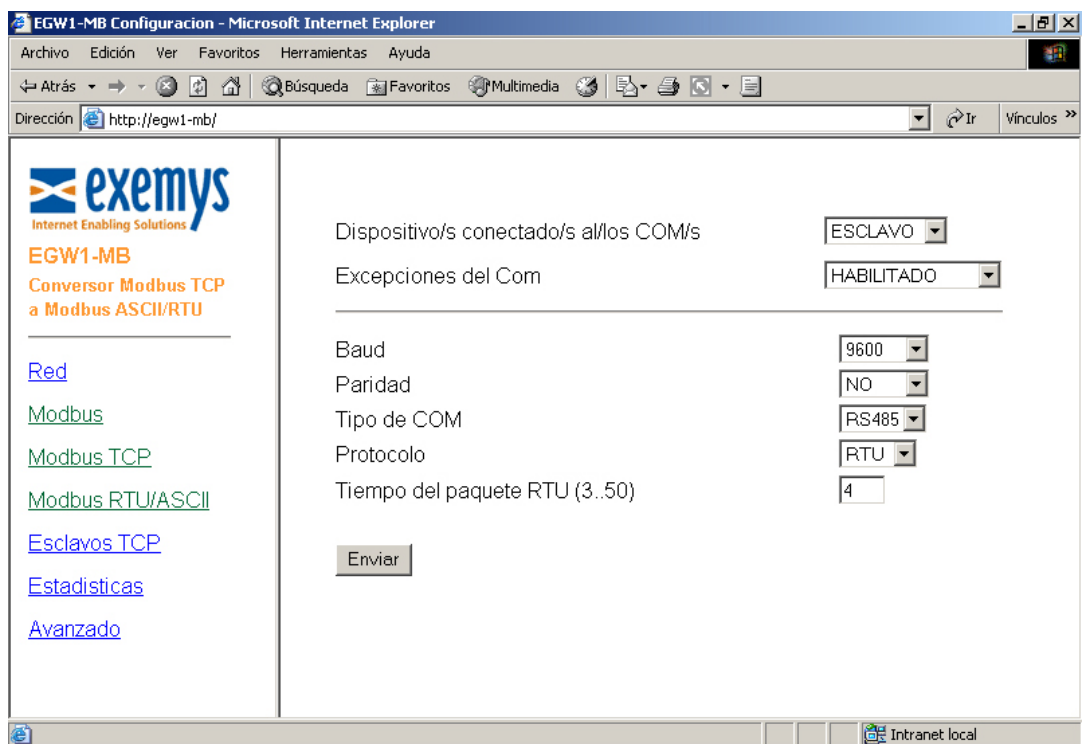 EGW1-MB Configuracion - Microsoft Internet Explorer
Archivo Edición Ver Favoritos Herramientas Ayuda
Atrás Búsqueda Favoritos Multimedia
Dirección http://egw1-mb/ Ir Vínculos »
exemys
Internet Enabling Solutions
EGW1-MB
Conversor Modbus TCP
a Modbus ASCII/RTU
Red
Modbus
Modbus TCP
Modbus RTU/ASCII
Esclavos TCP
Estadisticas
Avanzado
Dispositivo/s conectado/s al/los COM/s ESCLAVO
Excepciones del Com HABILITADO
Baud 9600
Paridad NO
Tipo de COM RS485
Protocolo RTU
Tiempo del paquete RTU (3..50) 4
Enviar
Intranet local